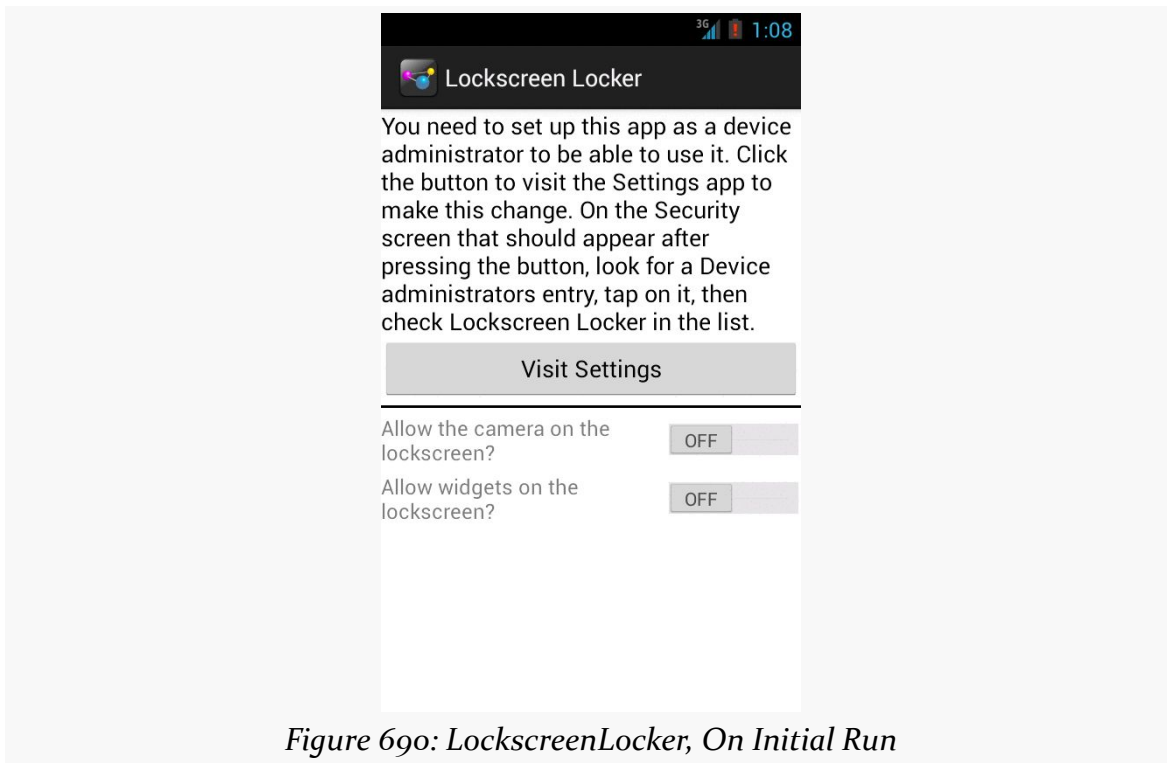 3G 1:08
Lockscreen Locker
You need to set up this app as a device
administrator to be able to use it. Click
the button to visit the Settings app to
make this change. On the Security
screen that should appear after
pressing the button, look for a Device
administrators entry, tap on it, then
check Lockscreen Locker in the list.
Visit Settings
Allow the camera on the
lockscreen?
OFF
Allow widgets on the
lockscreen?
OFF
Figure 690: LockscreenLocker, On Initial Run